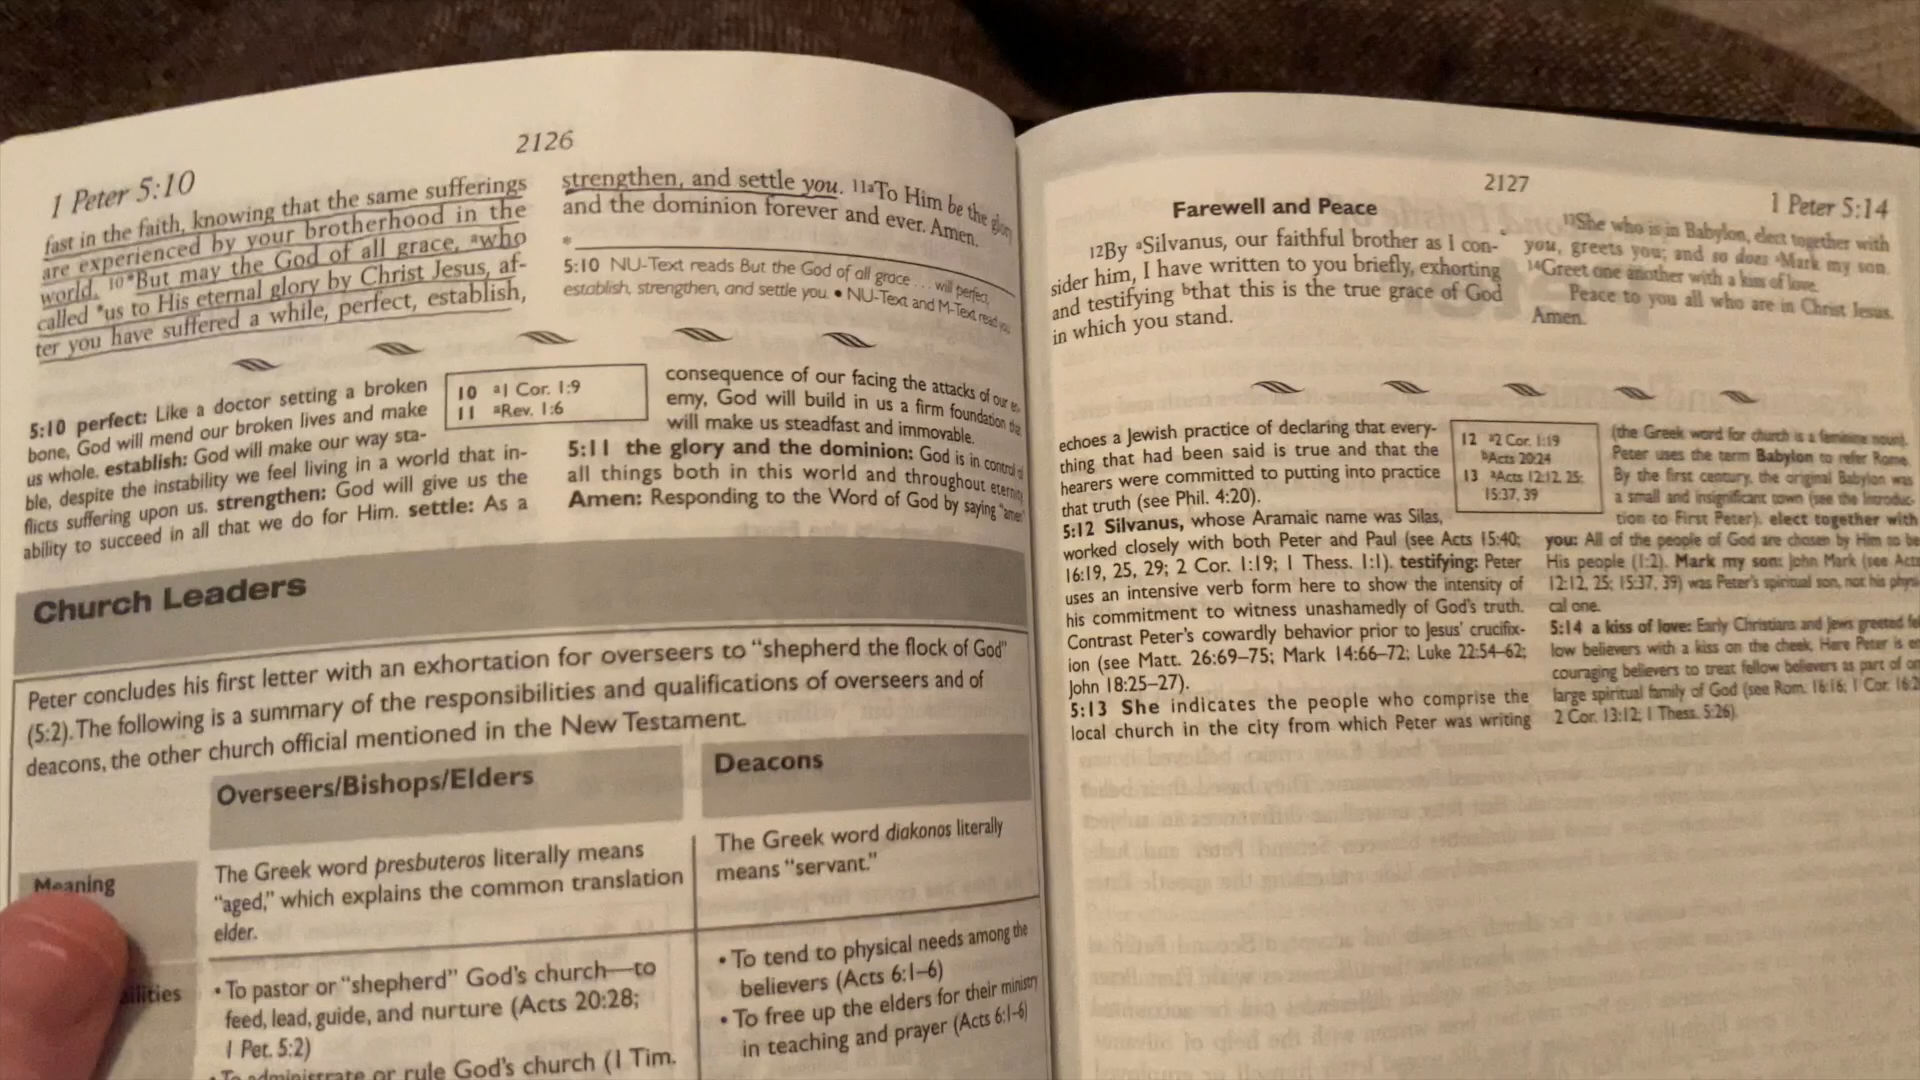 2126
1 Peter 5:10
fast in the faith, knowing that the same sufferings
are experienced by your brotherhood in the
world. 10*But may the God of all grace, awho
called *us to His eternal glory by Christ Jesus, af-
ter you have suffered a while, perfect, establish,
strengthen, and settle you. 11aTo Him be the glory
and the dominion forever and ever. Amen.
*
5:10 NU-Text reads But the God of all grace . . . will perfect,
establish, strengthen, and settle you. • NU-Text and M-Text read you
5:10 perfect: Like a doctor setting a broken
bone, God will mend our broken lives and make
us whole. establish: God will make our way sta-
ble, despite the instability we feel living in a world that in-
flicts suffering upon us. strengthen: God will give us the
ability to succeed in all that we do for Him. settle: As a
10 a1 Cor. 1:9
11 aRev. 1:6
consequence of our facing the attacks of our en-
emy, God will build in us a firm foundation
will make us steadfast and immovable.
5:11 the glory and the dominion: God is in control of
all things both in this world and throughout eternity
Amen: Responding to the Word of God by saying "amen"
Church Leaders
Peter concludes his first letter with an exhortation for overseers to “shepherd the flock of God”
(5:2). The following is a summary of the responsibilities and qualifications of overseers and of
deacons, the other church official mentioned in the New Testament.
Overseers/Bishops/Elders
Deacons
Meaning
The Greek word presbuteros literally means
“aged,” which explains the common translation
elder.
The Greek word diakonos literally
means “servant.”
ilities
• To pastor or “shepherd” God’s church—to
feed, lead, guide, and nurture (Acts 20:28;
1 Pet. 5:2)
• To administrate or rule God’s church (1 Tim.
• To tend to physical needs among the
believers (Acts 6:1–6)
• To free up the elders for their ministry
in teaching and prayer (Acts 6:1–6)
2127
1 Peter 5:14
Farewell and Peace
12By aSilvanus, our faithful brother as I con-
sider him, I have written to you briefly, exhorting
and testifying bthat this is the true grace of God
in which you stand.
13She who is in Babylon, elect together with
you, greets you; and so does aMark my son.
14Greet one another with a kiss of love.
Peace to you all who are in Christ Jesus.
Amen.
echoes a Jewish practice of declaring that every-
thing that had been said is true and that the
hearers were committed to putting into practice
that truth (see Phil. 4:20).
5:12 Silvanus, whose Aramaic name was Silas,
worked closely with both Peter and Paul (see Acts 15:40;
16:19, 25, 29; 2 Cor. 1:19; 1 Thess. 1:1). testifying: Peter
uses an intensive verb form here to show the intensity of
his commitment to witness unashamedly of God’s truth.
Contrast Peter’s cowardly behavior prior to Jesus’ crucifix-
ion (see Matt. 26:69–75; Mark 14:66–72; Luke 22:54–62;
John 18:25–27).
5:13 She indicates the people who comprise the
local church in the city from which Peter was writing
12 a2 Cor. 1:19
bActs 20:24
13 aActs 12:12, 25;
15:37, 39
(the Greek word for church is a feminine noun).
Peter uses the term Babylon to refer Rome.
By the first century, the original Babylon was
a small and insignificant town (see the Introduc-
tion to First Peter). elect together with
you: All of the people of God are chosen by Him to be
His people (1:2). Mark my son: John Mark (see Acts
12:12, 25; 15:37, 39) was Peter’s spiritual son, not his physi-
cal one.
5:14 a kiss of love: Early Christians and Jews greeted fel-
low believers with a kiss on the cheek. Here Peter is en-
couraging believers to treat fellow believers as part of one
large spiritual family of God (see Rom. 16:16; 1 Cor. 16:2
2 Cor. 13:12; 1 Thess. 5:26).